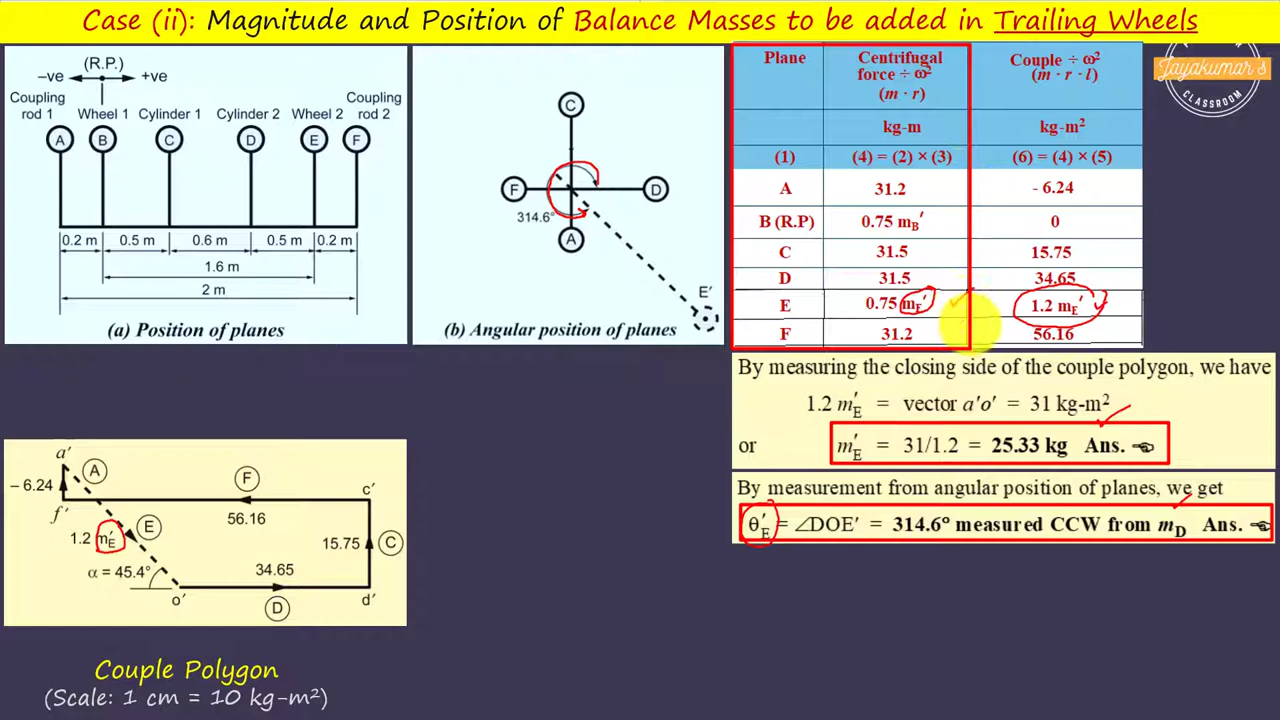 Case (ii): Magnitude and Position of Balance Masses to be added in Trailing Wheels
(R.P.)
–ve +ve
Coupling rod 1
Wheel 1
Cylinder 1
Cylinder 2
Wheel 2
Coupling rod 2
A B C D E F
0.2 m 0.5 m 0.6 m 0.5 m 0.2 m
1.6 m
2 m
(a) Position of planes
C
F D
314.6°
A
E′
(b) Angular position of planes
Plane Centrifugal force ÷ ω² (m · r) Couple ÷ ω² (m · r · l)
kg-m kg-m²
(1) (4) = (2) × (3) (6) = (4) × (5)
A 31.2 - 6.24
B (R.P) 0.75 m_B′ 0
C 31.5 15.75
D 31.5 34.65
E 0.75 m_E′ 1.2 m_E′
F 31.2 56.16
Jayakumar's
CLASSROOM
By measuring the closing side of the couple polygon, we have
1.2 m′_E = vector a′o′ = 31 kg-m²
or m′_E = 31/1.2 = 25.33 kg Ans.
By measurement from angular position of planes, we get
θ′_E = ∠DOE′ = 314.6° measured CCW from m_D Ans.
a′
A
– 6.24
F
c′
f′
56.16
1.2 m′_E
E
15.75
C
α = 45.4°
34.65
o′
D
d′
Couple Polygon
(Scale: 1 cm = 10 kg-m²)